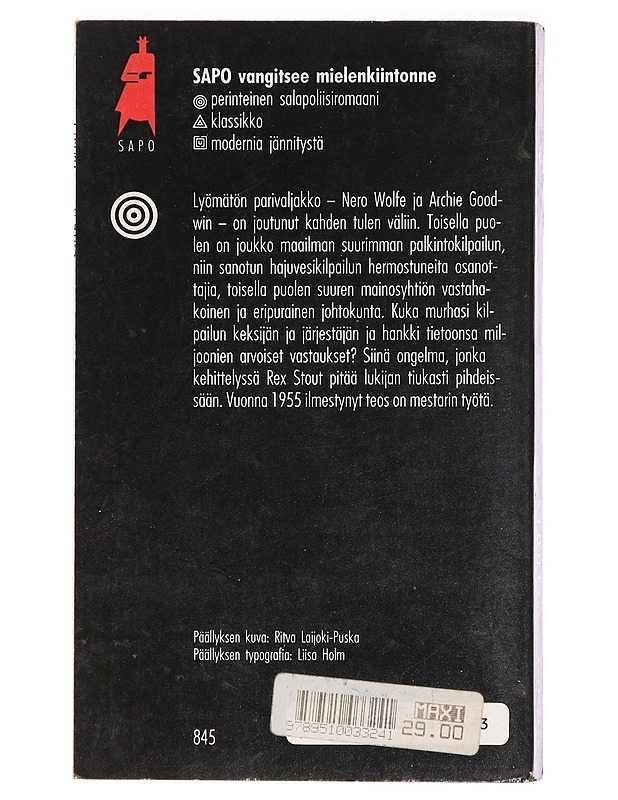 SAPO vangitsee mielenkiintonne
perinteinen salapoliisiromaani
klassikko
modernia jännitystä
SAPO
Lyömätön parivaljakko – Nero Wolfe ja Archie Good-
win – on joutunut kahden tulen väliin. Toisella puo-
len on joukko maailman suurimman palkintokilpailun,
niin sanotun hajuvesikilpailun hermostuneita osanot-
tajia, toisella puolen suuren mainosyhtiön vastaha-
koinen ja eripurainen johtokunta. Kuka murhasi kil-
pailun keksijän ja järjestäjän ja hankki tietoonsa mil-
joonien arvoiset vastaukset? Siinä ongelma, jonka
kehittelyssä Rex Stout pitää lukijan tiukasti pihdeis-
sään. Vuonna 1955 ilmestynyt teos on mestarin työtä.
Päällyksen kuva: Ritva Laijoki-Puska
Päällyksen typografia: Liisa Holm
845
9789510033241
MAXI
29.00
3